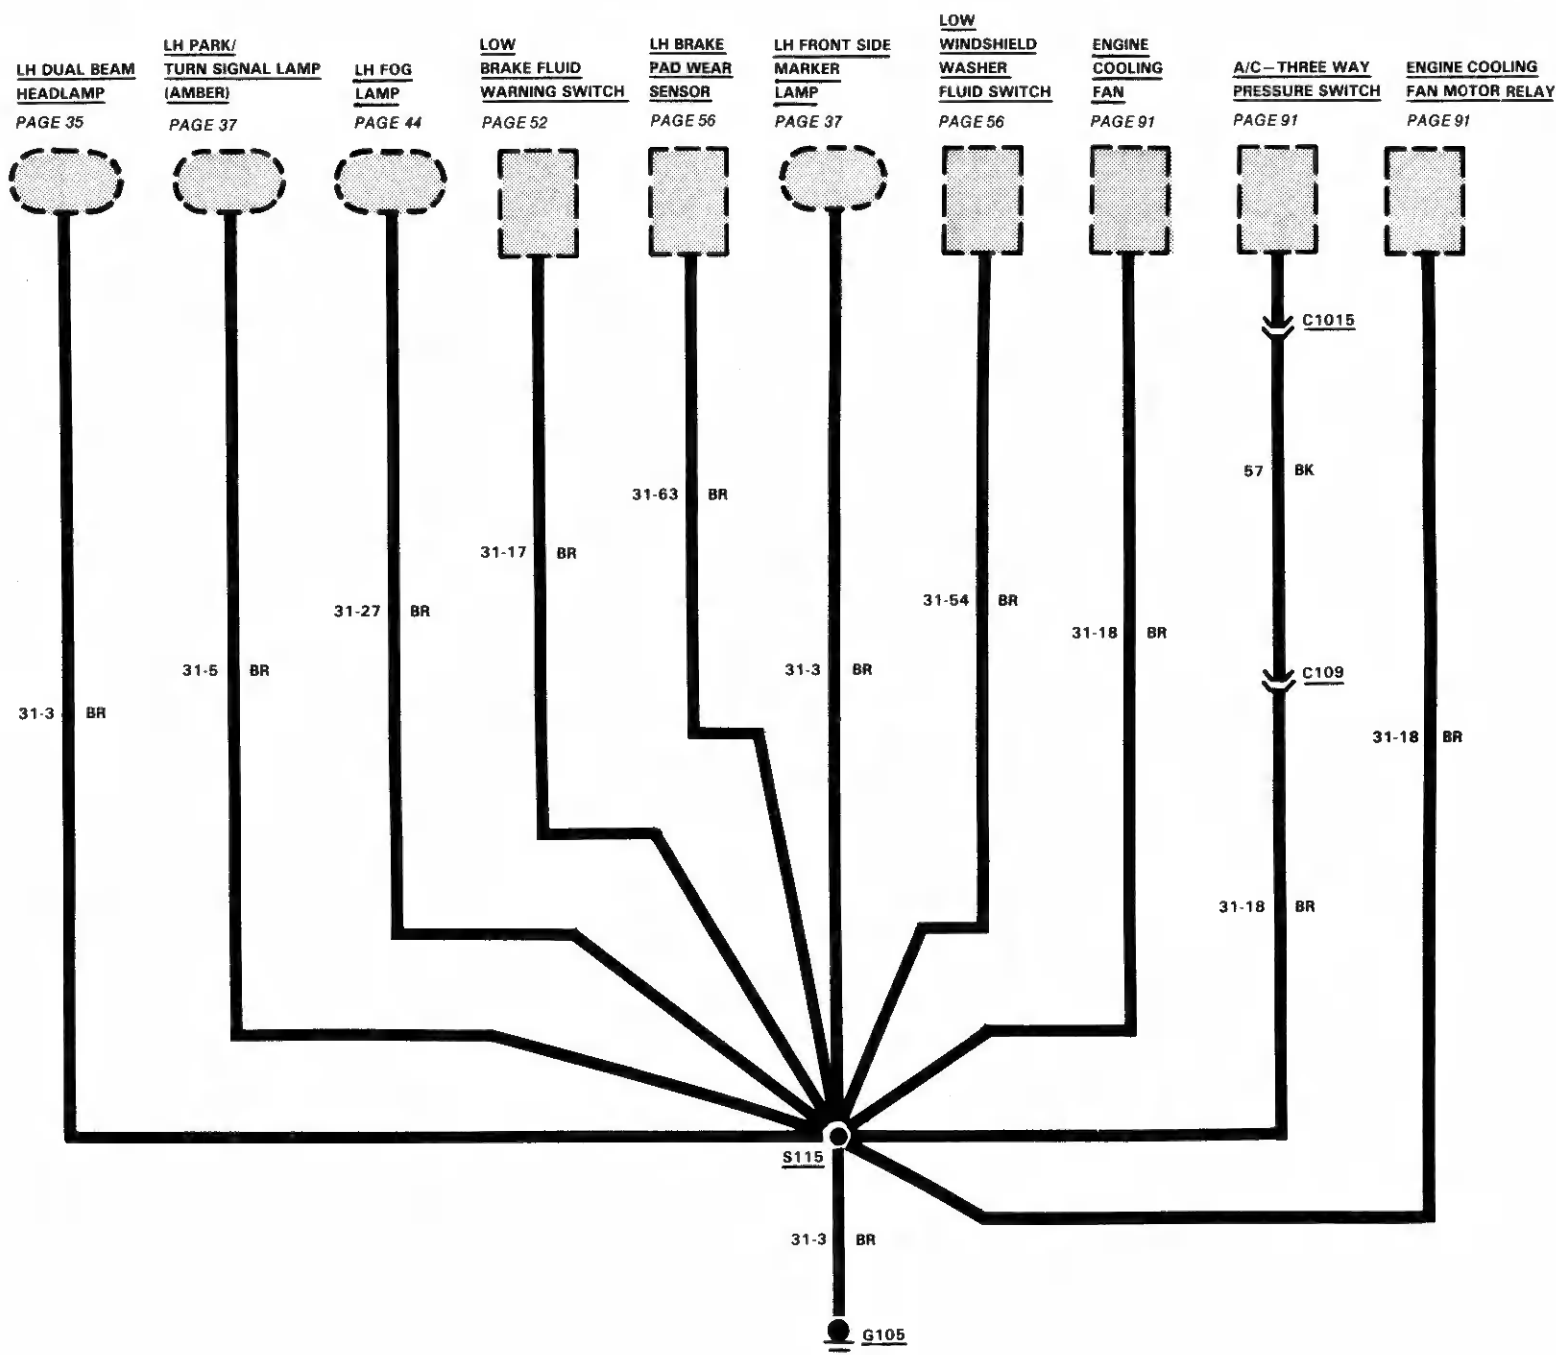 LH DUAL BEAM
HEADLAMP
PAGE 35
LH PARK/
TURN SIGNAL LAMP
(AMBER)
PAGE 37
LH FOG
LAMP
PAGE 44
LOW
BRAKE FLUID
WARNING SWITCH
PAGE 52
LH BRAKE
PAD WEAR
SENSOR
PAGE 56
LH FRONT SIDE
MARKER
LAMP
PAGE 37
LOW
WINDSHIELD
WASHER
FLUID SWITCH
PAGE 56
ENGINE
COOLING
FAN
PAGE 91
A/C–THREE WAY
PRESSURE SWITCH
PAGE 91
ENGINE COOLING
FAN MOTOR RELAY
PAGE 91
C1015
57 BK
31-63 BR
31-17 BR
31-54 BR
31-27 BR
31-18 BR
31-5 BR
31-3 BR
C109
31-3 BR
31-18 BR
31-18 BR
S115
31-3 BR
G105